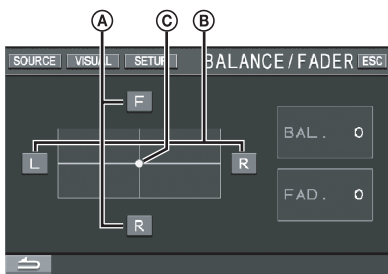 A C B
SOURCE VISUAL SETUP BALANCE/FADER ESC
F
BAL. 0
L R
FAD. 0
R